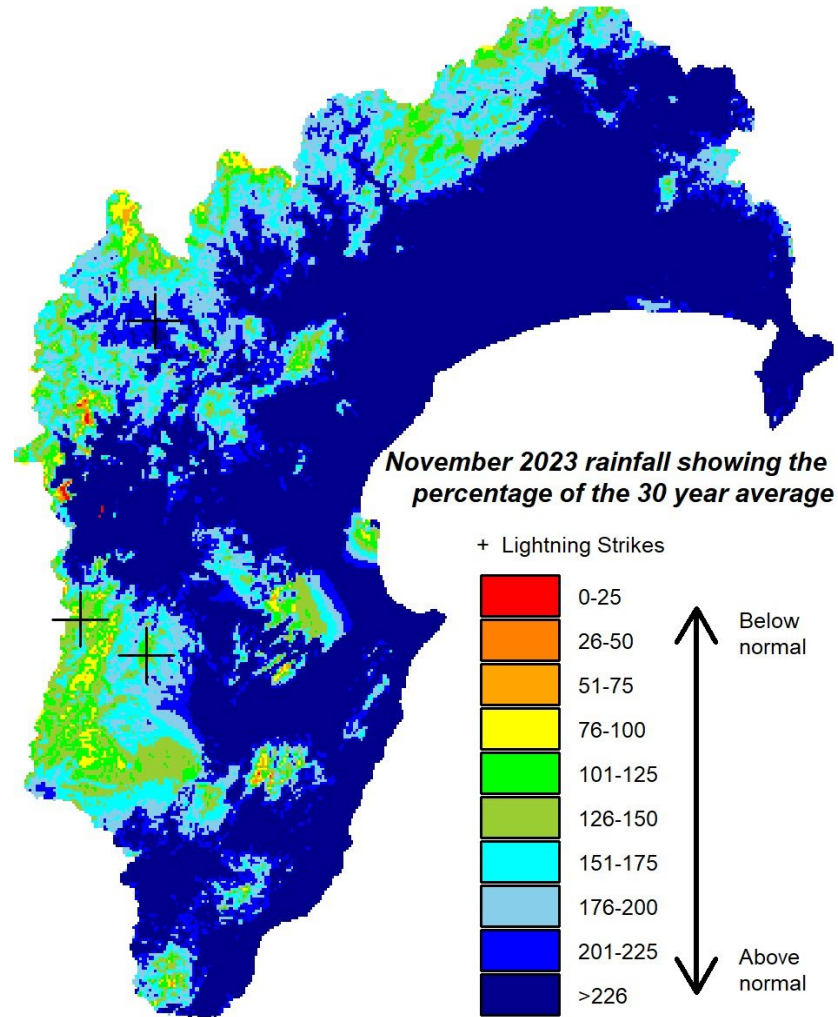 November 2023 rainfall showing the
percentage of the 30 year average
+ Lightning Strikes
0-25
26-50
51-75
76-100
101-125
126-150
151-175
176-200
201-225
>226
Below
normal
Above
normal